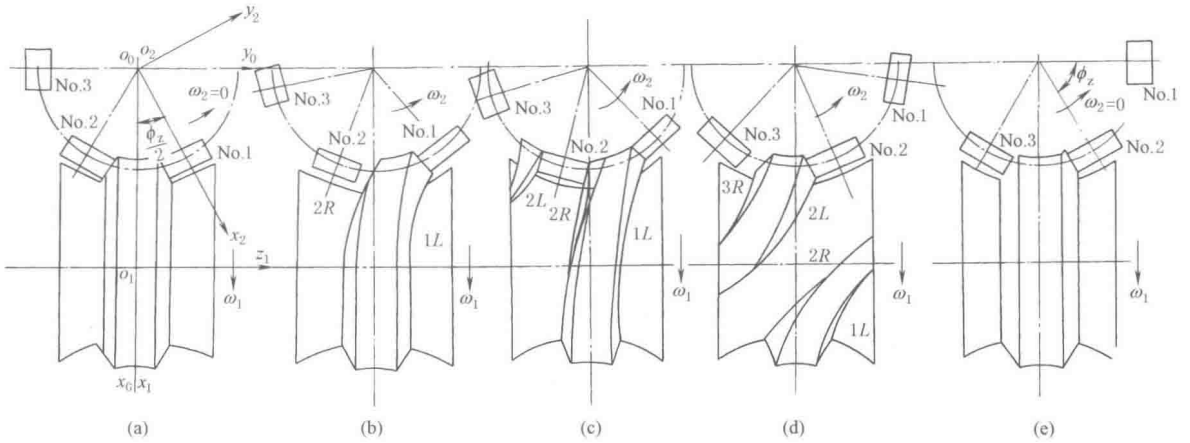 y₂
o₀ o₂
y₀
No.3
ω₂=0
No.2
ϕz/2
No.1
x₂
o₁
z₁
ω₁
x₀ x₁
(a)
No.3
ω₂
No.2
No.1
2R
1L
ω₁
(b)
No.3
ω₂
No.1
No.2
2L
2R
1L
ω₁
(c)
No.3
ω₂
No.1
No.2
3R
2L
2R
ω₁
1L
(d)
ϕz
ω₂=0
No.1
No.3
No.2
ω₁
(e)